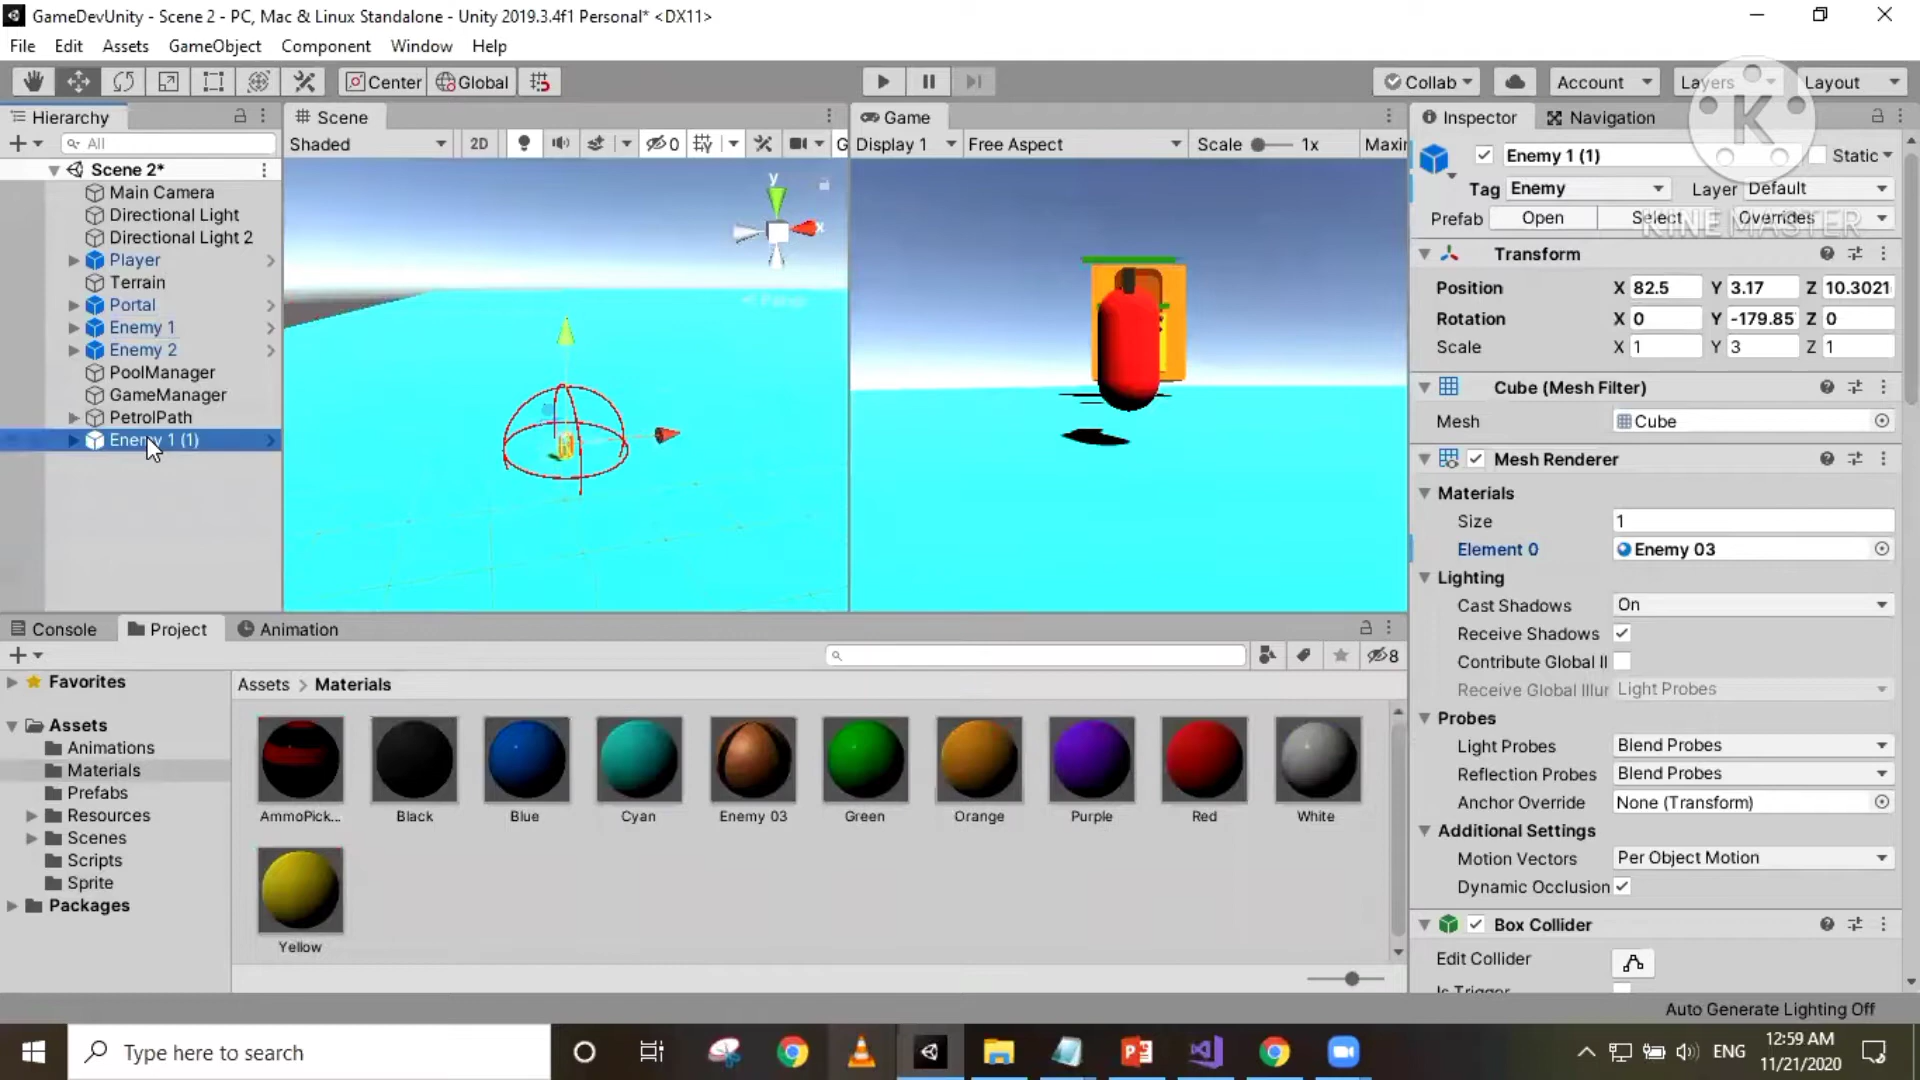 GameDevUnity - Scene 2 - PC, Mac & Linux Standalone - Unity 2019.3.4f1 Personal* <DX11>
File Edit Assets GameObject Component Window Help
Center Global Collab Account Layers Layout
Hierarchy
All
Scene 2*
Main Camera
Directional Light
Directional Light 2
Player
Terrain
Portal
Enemy 1
Enemy 2
PoolManager
GameManager
PetrolPath
Enemy 1 (1)
Scene
Shaded 2D 0 G
y
x
< Persp
Game
Display 1 Free Aspect Scale 1x Maxi
Inspector Navigation
K
KINEMASTER
Enemy 1 (1) Static
Tag Enemy Layer Default
Prefab Open Select Overrides
Transform
Position X 82.5 Y 3.17 Z 10.3021
Rotation X 0 Y -179.85 Z 0
Scale X 1 Y 3 Z 1
Cube (Mesh Filter)
Mesh Cube
Mesh Renderer
Materials
Size 1
Element 0 Enemy 03
Lighting
Cast Shadows On
Receive Shadows
Contribute Global Il
Receive Global Illur Light Probes
Probes
Light Probes Blend Probes
Reflection Probes Blend Probes
Anchor Override None (Transform)
Additional Settings
Motion Vectors Per Object Motion
Dynamic Occlusion
Box Collider
Edit Collider
Is Trigger
Console Project Animation
8
Favorites
Assets
Animations
Materials
Prefabs
Resources
Scenes
Scripts
Sprite
Packages
Assets > Materials
AmmoPick... Black Blue Cyan Enemy 03 Green Orange Purple Red White
Yellow
Auto Generate Lighting Off
Type here to search
ENG
12:59 AM
11/21/2020